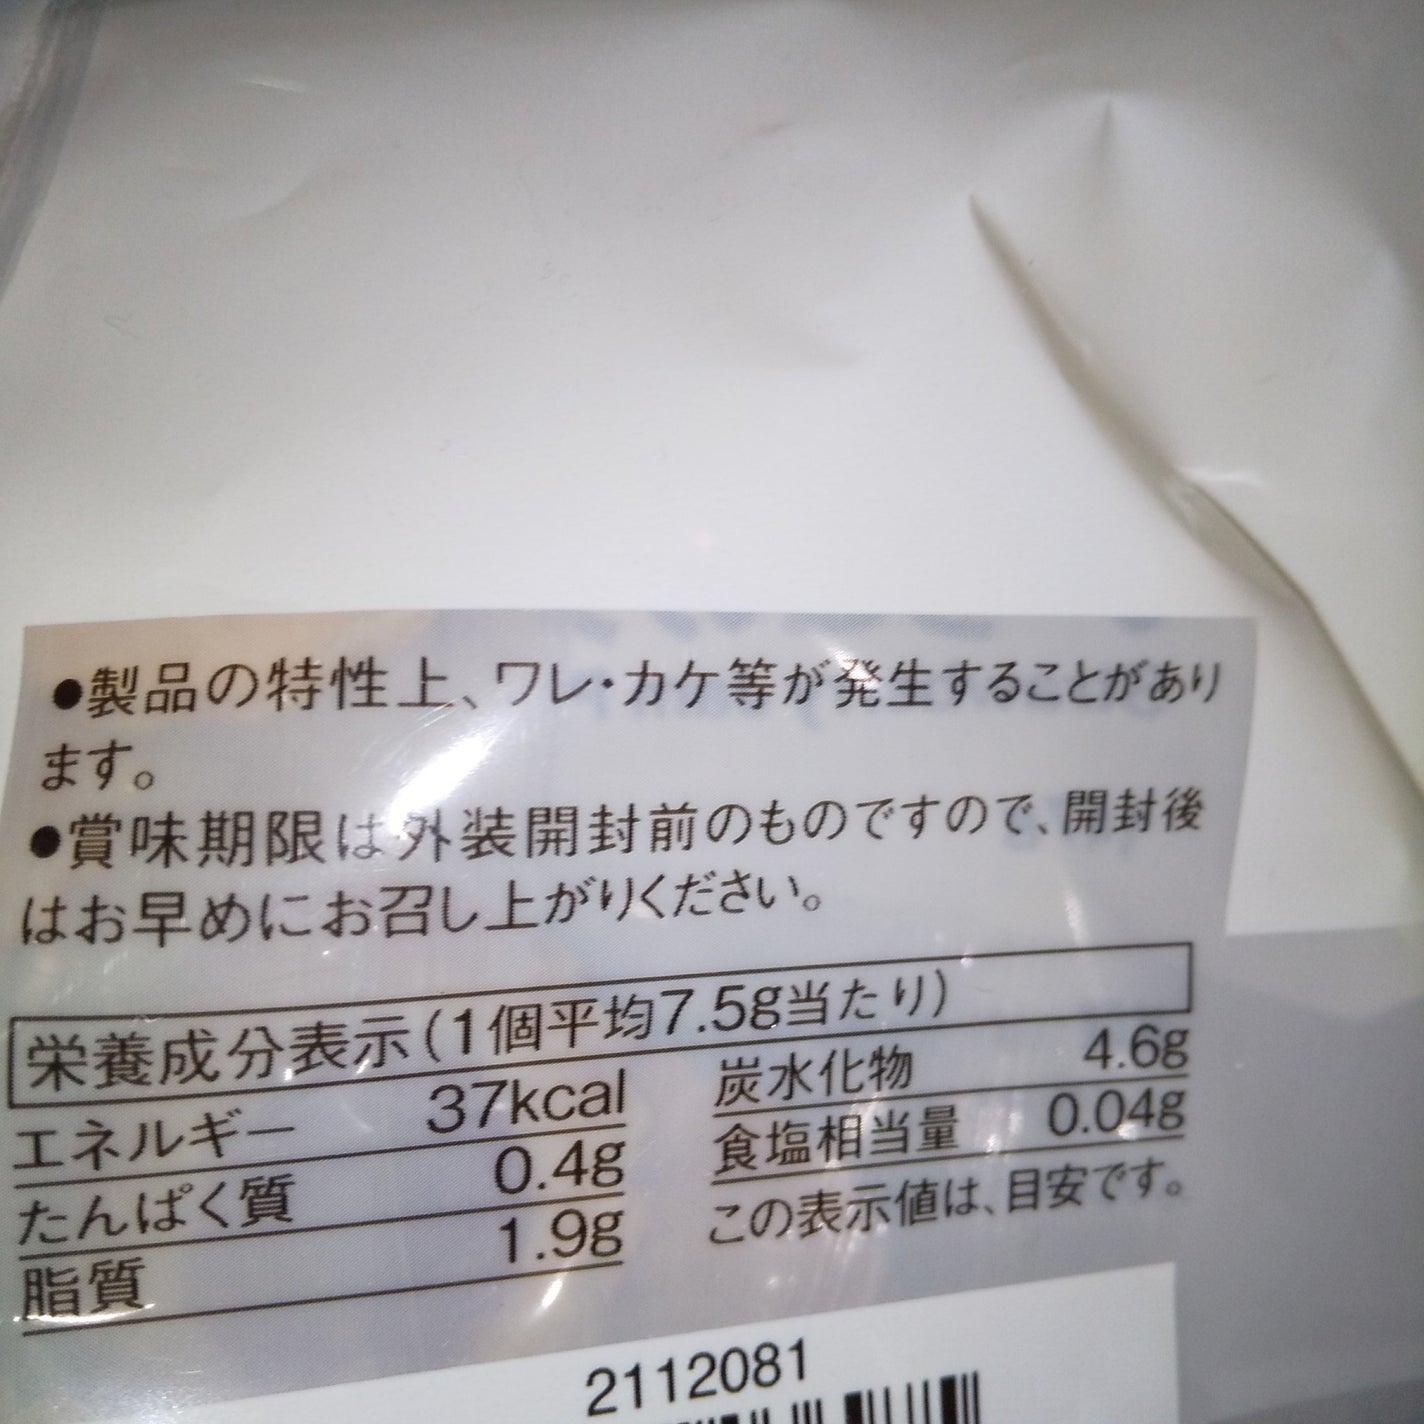 ●製品の特性上、ワレ・カケ等が発生することがあり
ます。
●賞味期限は外装開封前のものですので、開封後
はお早めにお召し上がりください。
栄養成分表示(1個平均7.5g当たり)
エネルギー 37kcal
たんぱく質 0.4g
脂質 1.9g
炭水化物 4.6g
食塩相当量 0.04g
この表示値は、目安です。
2112081